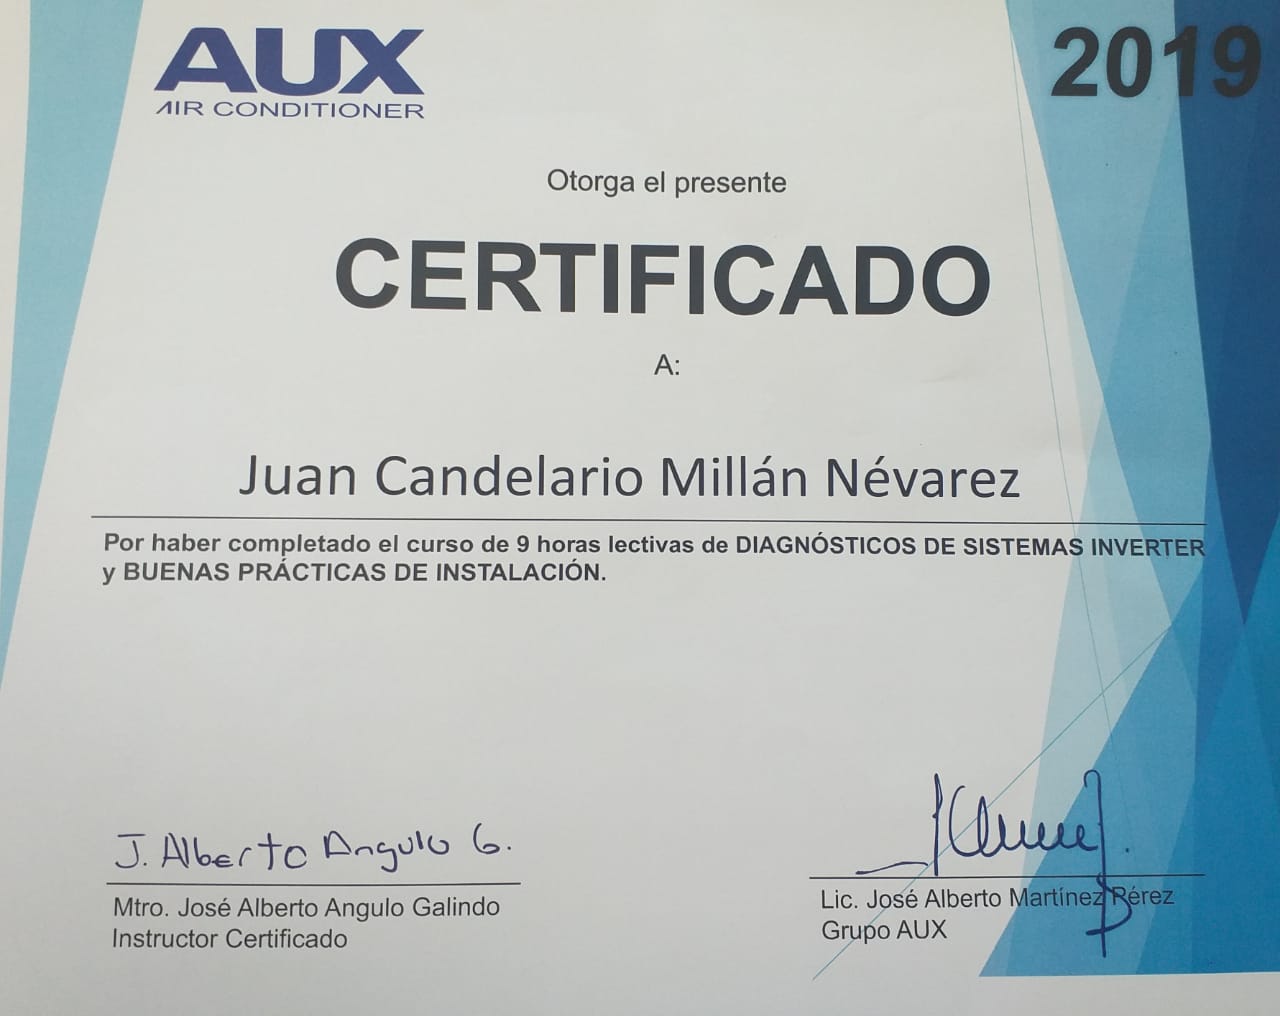 AUX
AIR CONDITIONER
2019
Otorga el presente
CERTIFICADO
A:
Juan Candelario Millán Névarez
Por haber completado el curso de 9 horas lectivas de DIAGNÓSTICOS DE SISTEMAS INVERTER
y BUENAS PRÁCTICAS DE INSTALACIÓN.
J. Alberto Angulo G.
Mtro. José Alberto Angulo Galindo
Instructor Certificado
Lic. José Alberto Martínez Pérez
Grupo AUX